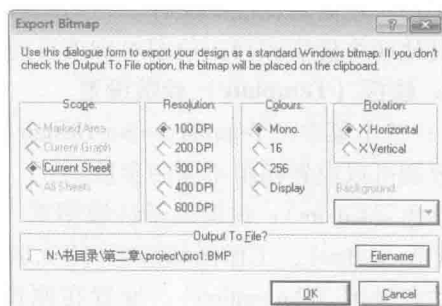 Export Bitmap
Use this dialogue form to export your design as a standard Windows bitmap. If you don't
check the Output To File option, the bitmap will be placed on the clipboard.
Scope:
Marked Area
Current Graph
Current Sheet
All Sheets
Resolution:
100 DPI
200 DPI
300 DPI
400 DPI
600 DPI
Colours:
Mono.
16
256
Display
Rotation:
X Horizontal
X Vertical
Background:
Output To File?
N:\书目录\第二章\project\pro1.BMP
Filename
OK
Cancel